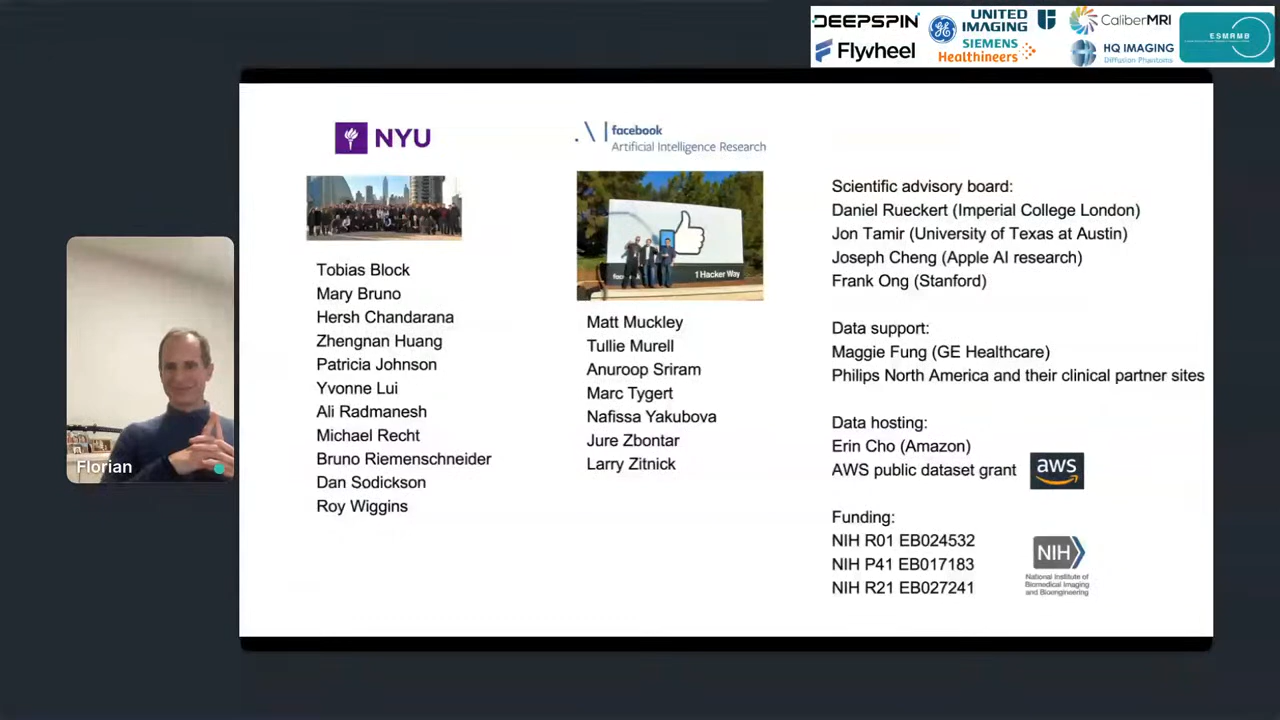 DEEPSPIN
UNITED
IMAGING
CaliberMRI
ESMRMB
Flywheel
SIEMENS
Healthineers
HQ IMAGING
Diffusion Phantoms
NYU
facebook
Artificial Intelligence Research
1 Hacker Way
Tobias Block
Mary Bruno
Hersh Chandarana
Zhengnan Huang
Patricia Johnson
Yvonne Lui
Ali Radmanesh
Michael Recht
Bruno Riemenschneider
Dan Sodickson
Roy Wiggins
Matt Muckley
Tullie Murell
Anuroop Sriram
Marc Tygert
Nafissa Yakubova
Jure Zbontar
Larry Zitnick
Scientific advisory board:
Daniel Rueckert (Imperial College London)
Jon Tamir (University of Texas at Austin)
Joseph Cheng (Apple AI research)
Frank Ong (Stanford)
Data support:
Maggie Fung (GE Healthcare)
Philips North America and their clinical partner sites
Data hosting:
Erin Cho (Amazon)
AWS public dataset grant
aws
Funding:
NIH R01 EB024532
NIH P41 EB017183
NIH R21 EB027241
NIH
National Institute of
Biomedical Imaging
and Bioengineering
Florian